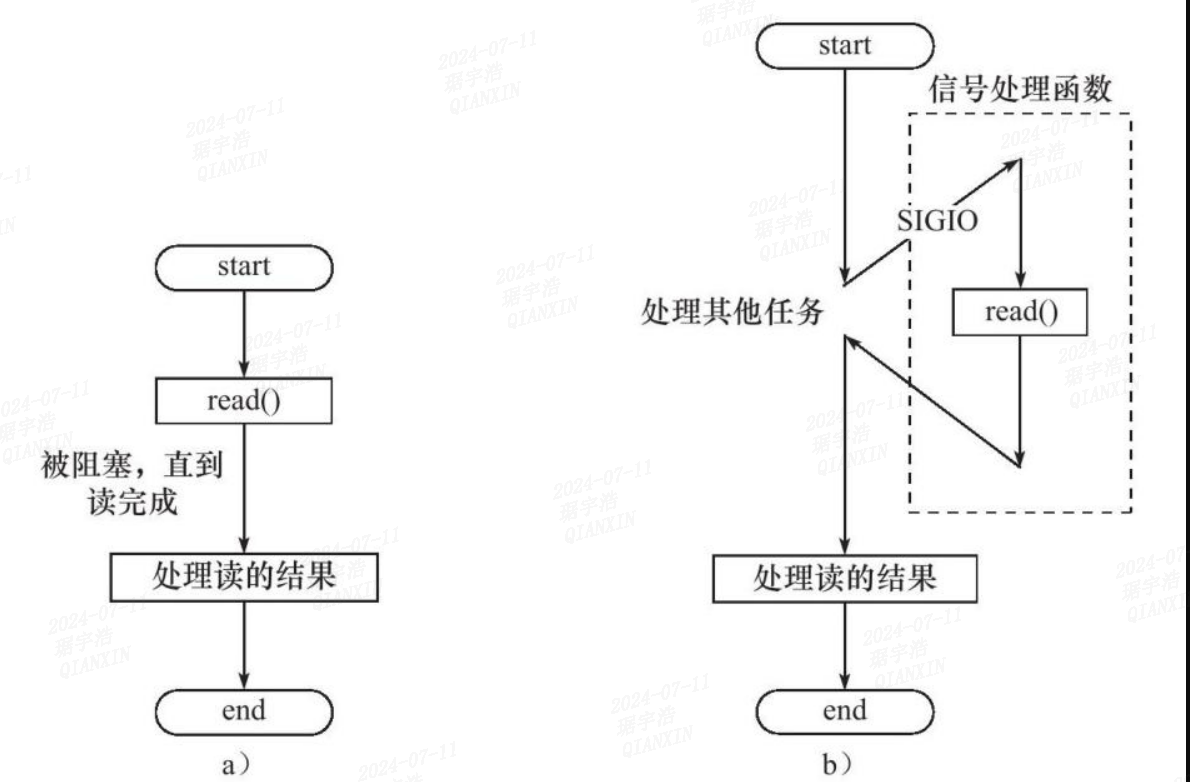 start
read()
被阻塞，直到
读完成
处理读的结果
end
a）
start
信号处理函数
SIGIO
处理其他任务
read()
处理读的结果
end
b）
2024-07-11
琚宇浩
QIANXIN